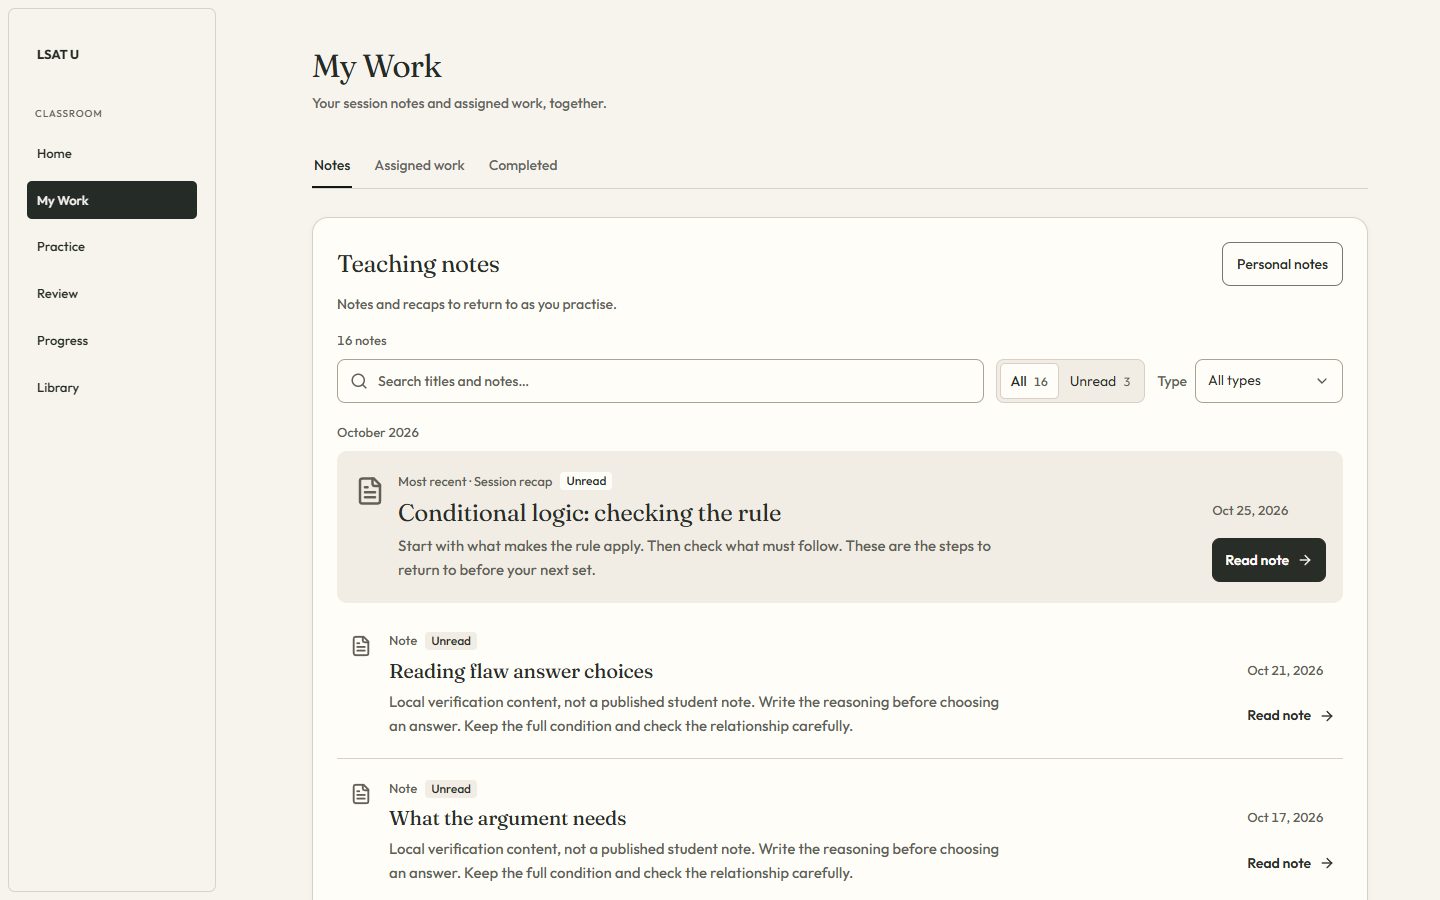 LSAT U
CLASSROOM
Home
My Work
Practice
Review
Progress
Library
My Work
Your session notes and assigned work, together.
Notes
Assigned work
Completed
Teaching notes
Personal notes
Notes and recaps to return to as you practise.
16 notes
Search titles and notes...
All 16
Unread 3
Type
All types
October 2026
Most recent · Session recap
Unread
Conditional logic: checking the rule
Oct 25, 2026
Start with what makes the rule apply. Then check what must follow. These are the steps to
return to before your next set.
Read note
Note
Unread
Reading flaw answer choices
Oct 21, 2026
Local verification content, not a published student note. Write the reasoning before choosing
an answer. Keep the full condition and check the relationship carefully.
Read note
Note
Unread
What the argument needs
Oct 17, 2026
Local verification content, not a published student note. Write the reasoning before choosing
an answer. Keep the full condition and check the relationship carefully.
Read note